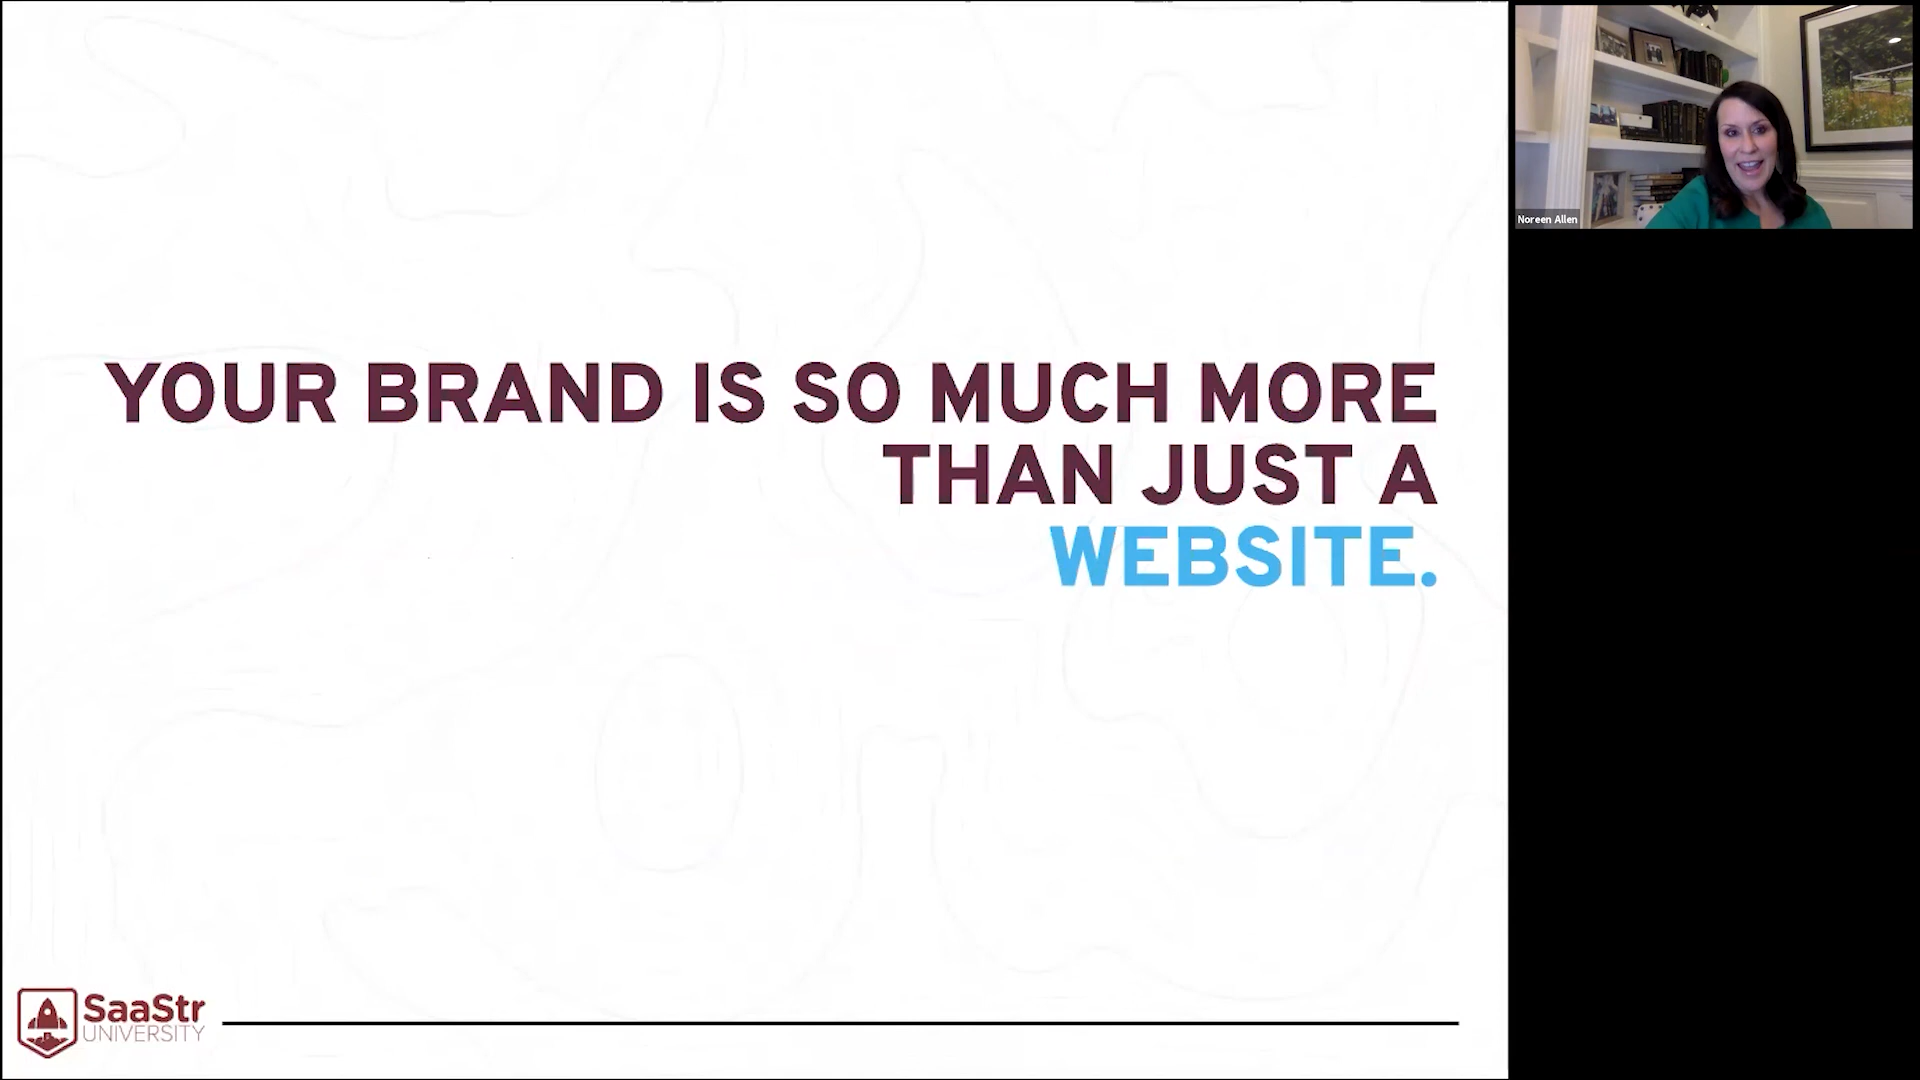 YOUR BRAND IS SO MUCH MORE
THAN JUST A
WEBSITE.
Noreen Allen
SaaStr
UNIVERSITY